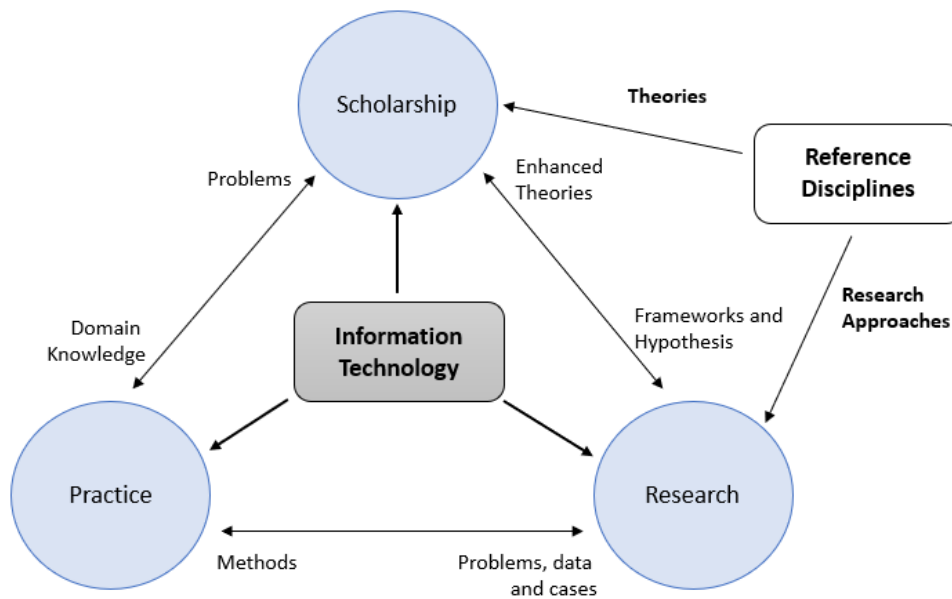 Scholarship
Theories
Reference
Disciplines
Problems
Enhanced
Theories
Research
Approaches
Domain
Knowledge
Information
Technology
Frameworks and
Hypothesis
Practice
Research
Methods
Problems, data
and cases